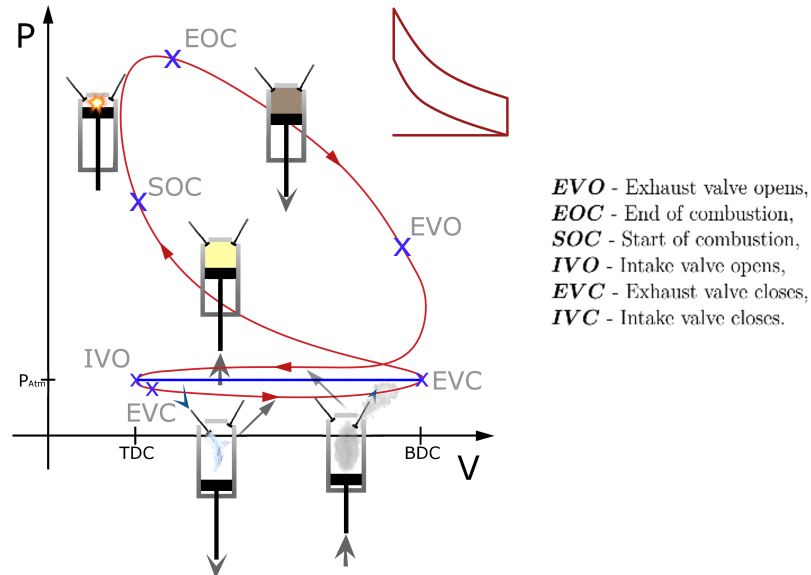 P
EOC
SOC
EVO
IVO
P_Atm
EVC
EVC
TDC
BDC
V
EVO - Exhaust valve opens,
EOC - End of combustion,
SOC - Start of combustion,
IVO - Intake valve opens,
EVC - Exhaust valve closes,
IVC - Intake valve closes.